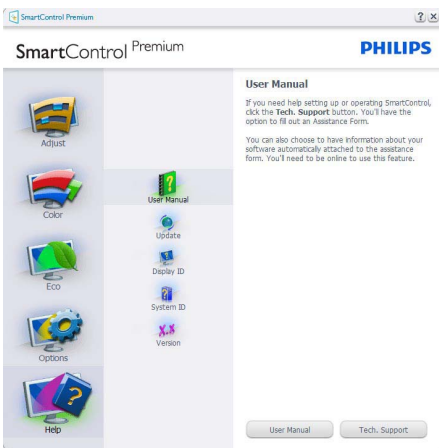 SmartControl Premium
SmartControl Premium
PHILIPS
Adjust
Color
Eco
Options
Help
User Manual
Update
Display ID
System ID
X.X
Version
User Manual
If you need help setting up or operating SmartControl,
click the Tech. Support button. You'll have the
option to fill out an Assistance Form.
You can also choose to have information about your
software automatically attached to the assistance
form. You'll need to be online to use this feature.
User Manual
Tech. Support